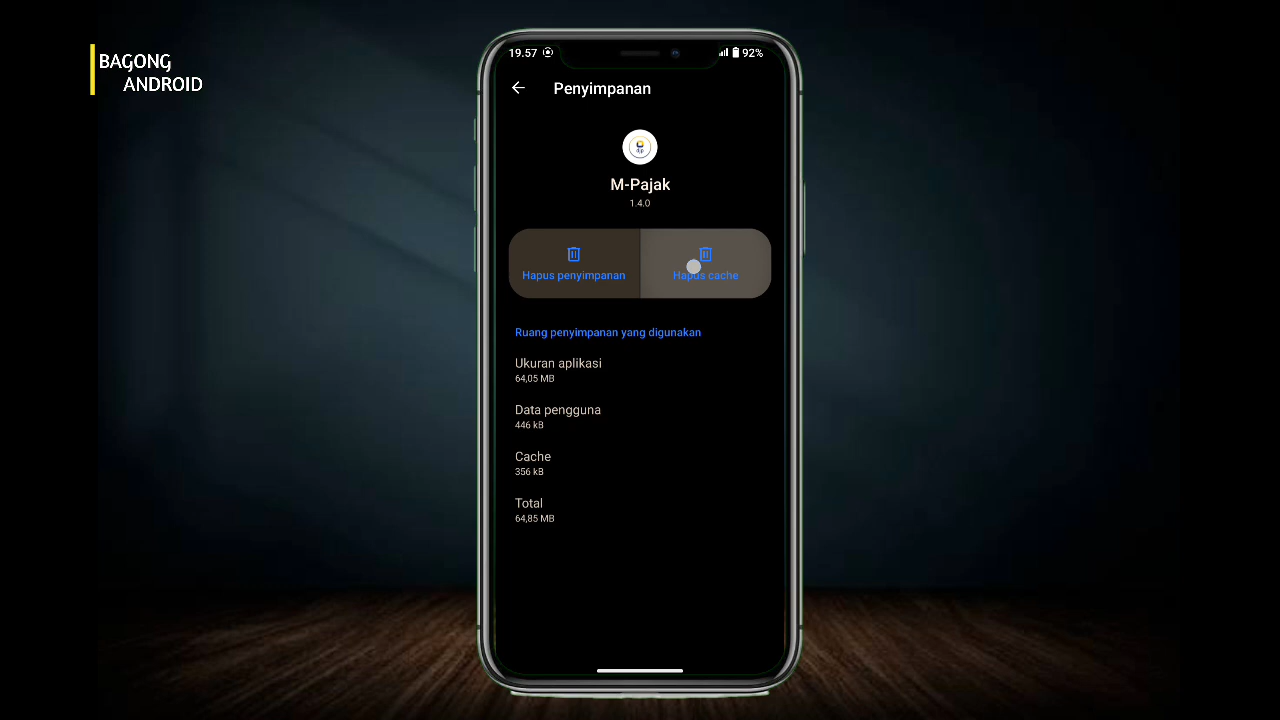 BAGONG
ANDROID
19.57
92%
Penyimpanan
djp
M-Pajak
1.4.0
Hapus penyimpanan
Hapus cache
Ruang penyimpanan yang digunakan
Ukuran aplikasi
64,05 MB
Data pengguna
446 kB
Cache
356 kB
Total
64,85 MB